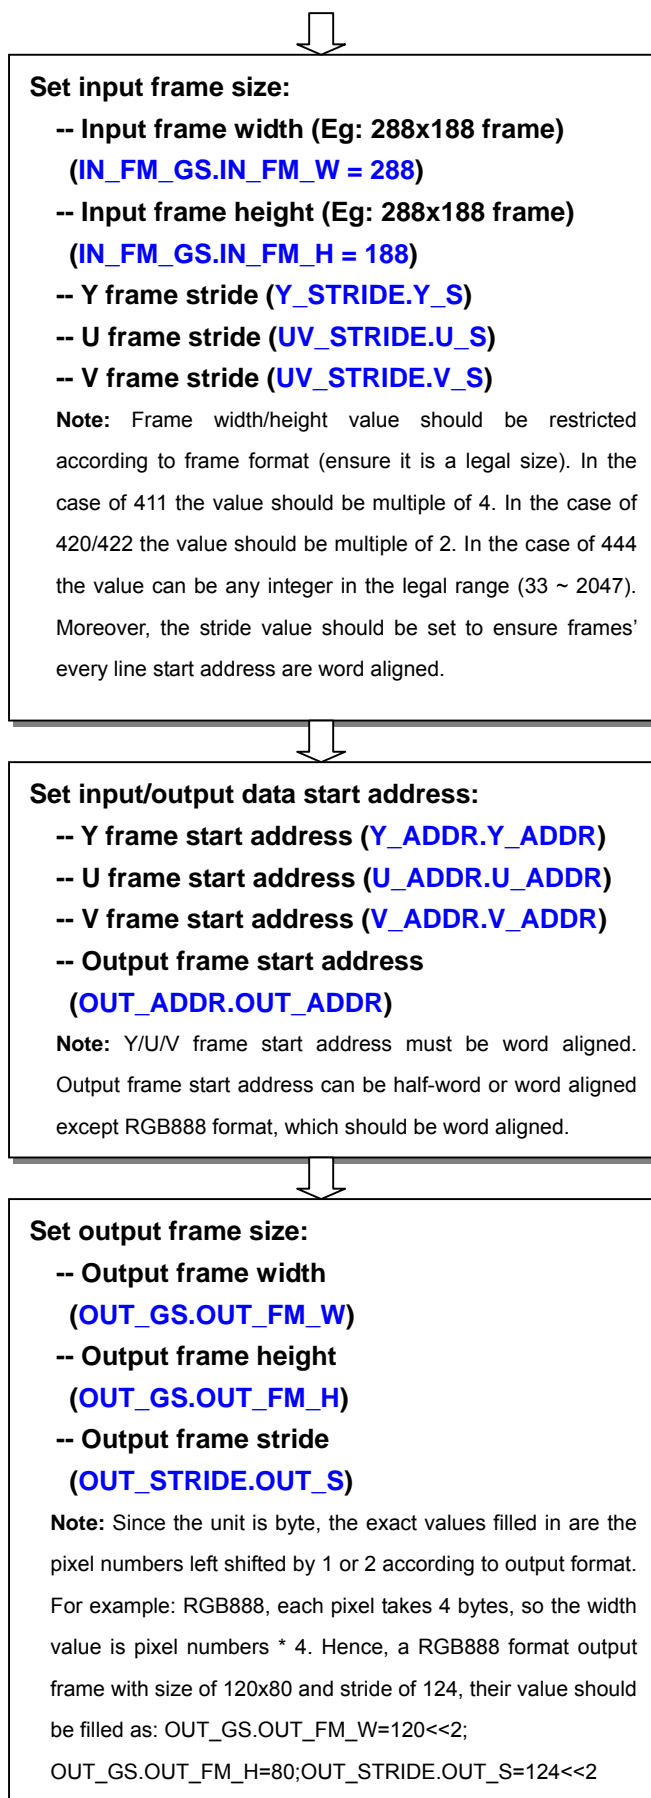 Set input frame size:
-- Input frame width (Eg: 288x188 frame)
(IN_FM_GS.IN_FM_W = 288)
-- Input frame height (Eg: 288x188 frame)
(IN_FM_GS.IN_FM_H = 188)
-- Y frame stride (Y_STRIDE.Y_S)
-- U frame stride (UV_STRIDE.U_S)
-- V frame stride (UV_STRIDE.V_S)
Note: Frame width/height value should be restricted
according to frame format (ensure it is a legal size). In the
case of 411 the value should be multiple of 4. In the case of
420/422 the value should be multiple of 2. In the case of 444
the value can be any integer in the legal range (33 ~ 2047).
Moreover, the stride value should be set to ensure frames’
every line start address are word aligned.
Set input/output data start address:
-- Y frame start address (Y_ADDR.Y_ADDR)
-- U frame start address (U_ADDR.U_ADDR)
-- V frame start address (V_ADDR.V_ADDR)
-- Output frame start address
(OUT_ADDR.OUT_ADDR)
Note: Y/U/V frame start address must be word aligned.
Output frame start address can be half-word or word aligned
except RGB888 format, which should be word aligned.
Set output frame size:
-- Output frame width
(OUT_GS.OUT_FM_W)
-- Output frame height
(OUT_GS.OUT_FM_H)
-- Output frame stride
(OUT_STRIDE.OUT_S)
Note: Since the unit is byte, the exact values filled in are the
pixel numbers left shifted by 1 or 2 according to output format.
For example: RGB888, each pixel takes 4 bytes, so the width
value is pixel numbers * 4. Hence, a RGB888 format output
frame with size of 120x80 and stride of 124, their value should
be filled as: OUT_GS.OUT_FM_W=120<<2;
OUT_GS.OUT_FM_H=80;OUT_STRIDE.OUT_S=124<<2